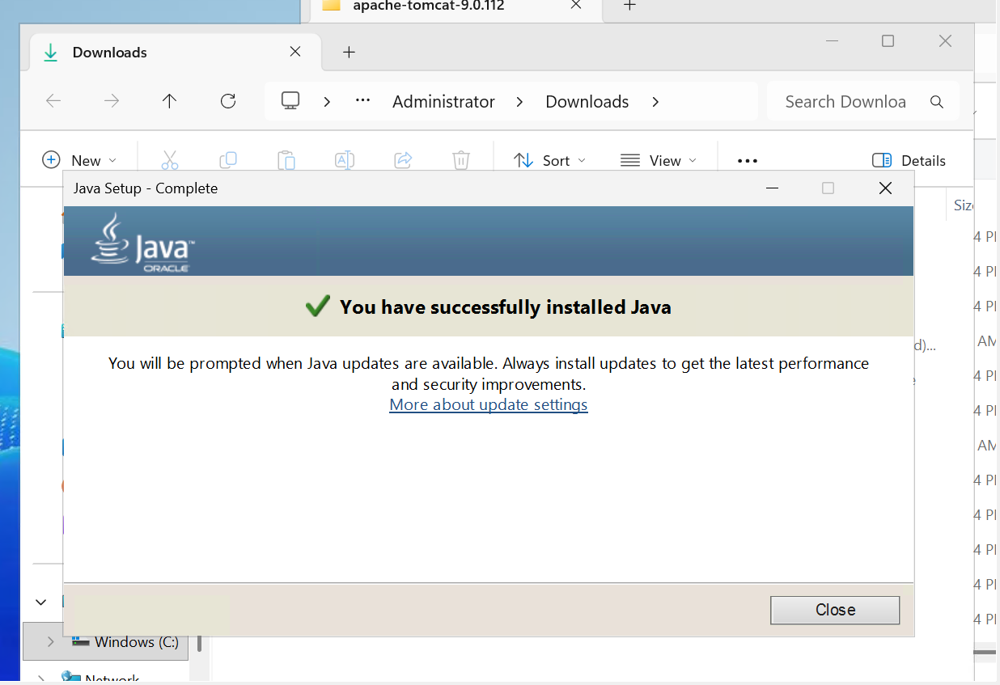 apache-tomcat-9.0.112
Downloads
Administrator
Downloads
Search Downloa
New
Sort
View
Details
Java Setup - Complete
Size
Java™
ORACLE
4 P
4 P
You have successfully installed Java
4 P
AM
d)...
You will be prompted when Java updates are available. Always install updates to get the latest performance
4 P
and security improvements.
More about update settings
4 P
AM
4 P
4 P
4 P
4 P
Close
4 P
Windows (C:)
Network